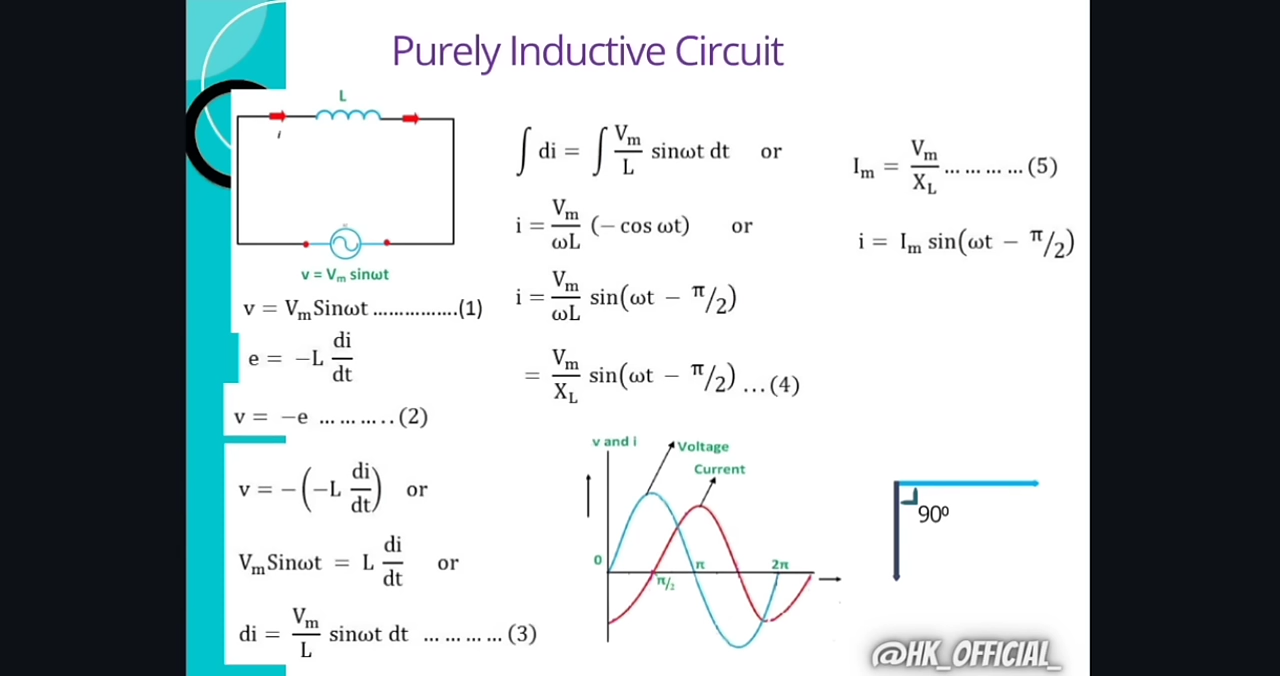 Purely Inductive Circuit
L
i
v = Vm sinωt
v = VmSinωt ................(1)
e = −L di/dt
v = −e ... ... ... . . (2)
v = −(−L di/dt) or
VmSinωt = L di/dt or
di = Vm/L sinωt dt ... ... ... ... (3)
∫ di = ∫ Vm/L sinωt dt or
i = Vm/ωL (− cos ωt) or
i = Vm/ωL sin(ωt − π/2)
= Vm/XL sin(ωt − π/2) ... (4)
v and i
Voltage
Current
0
π/2
π
2π
Im = Vm/XL ... ... ... ... (5)
i = Im sin(ωt − π/2)
90º
@HK_OFFICIAL_